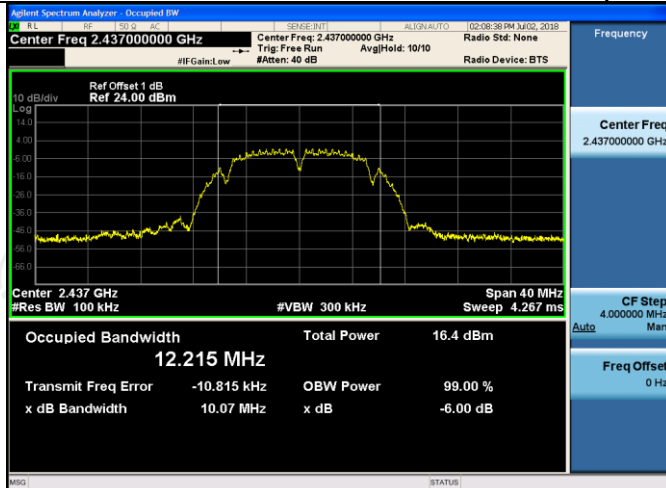 Agilent Spectrum Analyzer - Occupied BW
RL RF 50 Ω AC SENSE:INT ALIGN AUTO 02:08:38 PM Jul 02, 2018
Center Freq 2.437000000 GHz
Center Freq: 2.437000000 GHz
Radio Std: None
Trig: Free Run Avg|Hold: 10/10
#IFGain:Low #Atten: 40 dB Radio Device: BTS
Frequency
Ref Offset 1 dB
10 dB/div Ref 24.00 dBm
Log
14.0
4.00
-6.00
-16.0
-26.0
-36.0
-46.0
-56.0
-66.0
Center 2.437 GHz Span 40 MHz
#Res BW 100 kHz #VBW 300 kHz Sweep 4.267 ms
Occupied Bandwidth Total Power 16.4 dBm
12.215 MHz
Transmit Freq Error -10.815 kHz OBW Power 99.00 %
x dB Bandwidth 10.07 MHz x dB -6.00 dB
Center Freq
2.437000000 GHz
CF Step
4.000000 MHz
Auto Man
Freq Offset
0 Hz
MSG STATUS